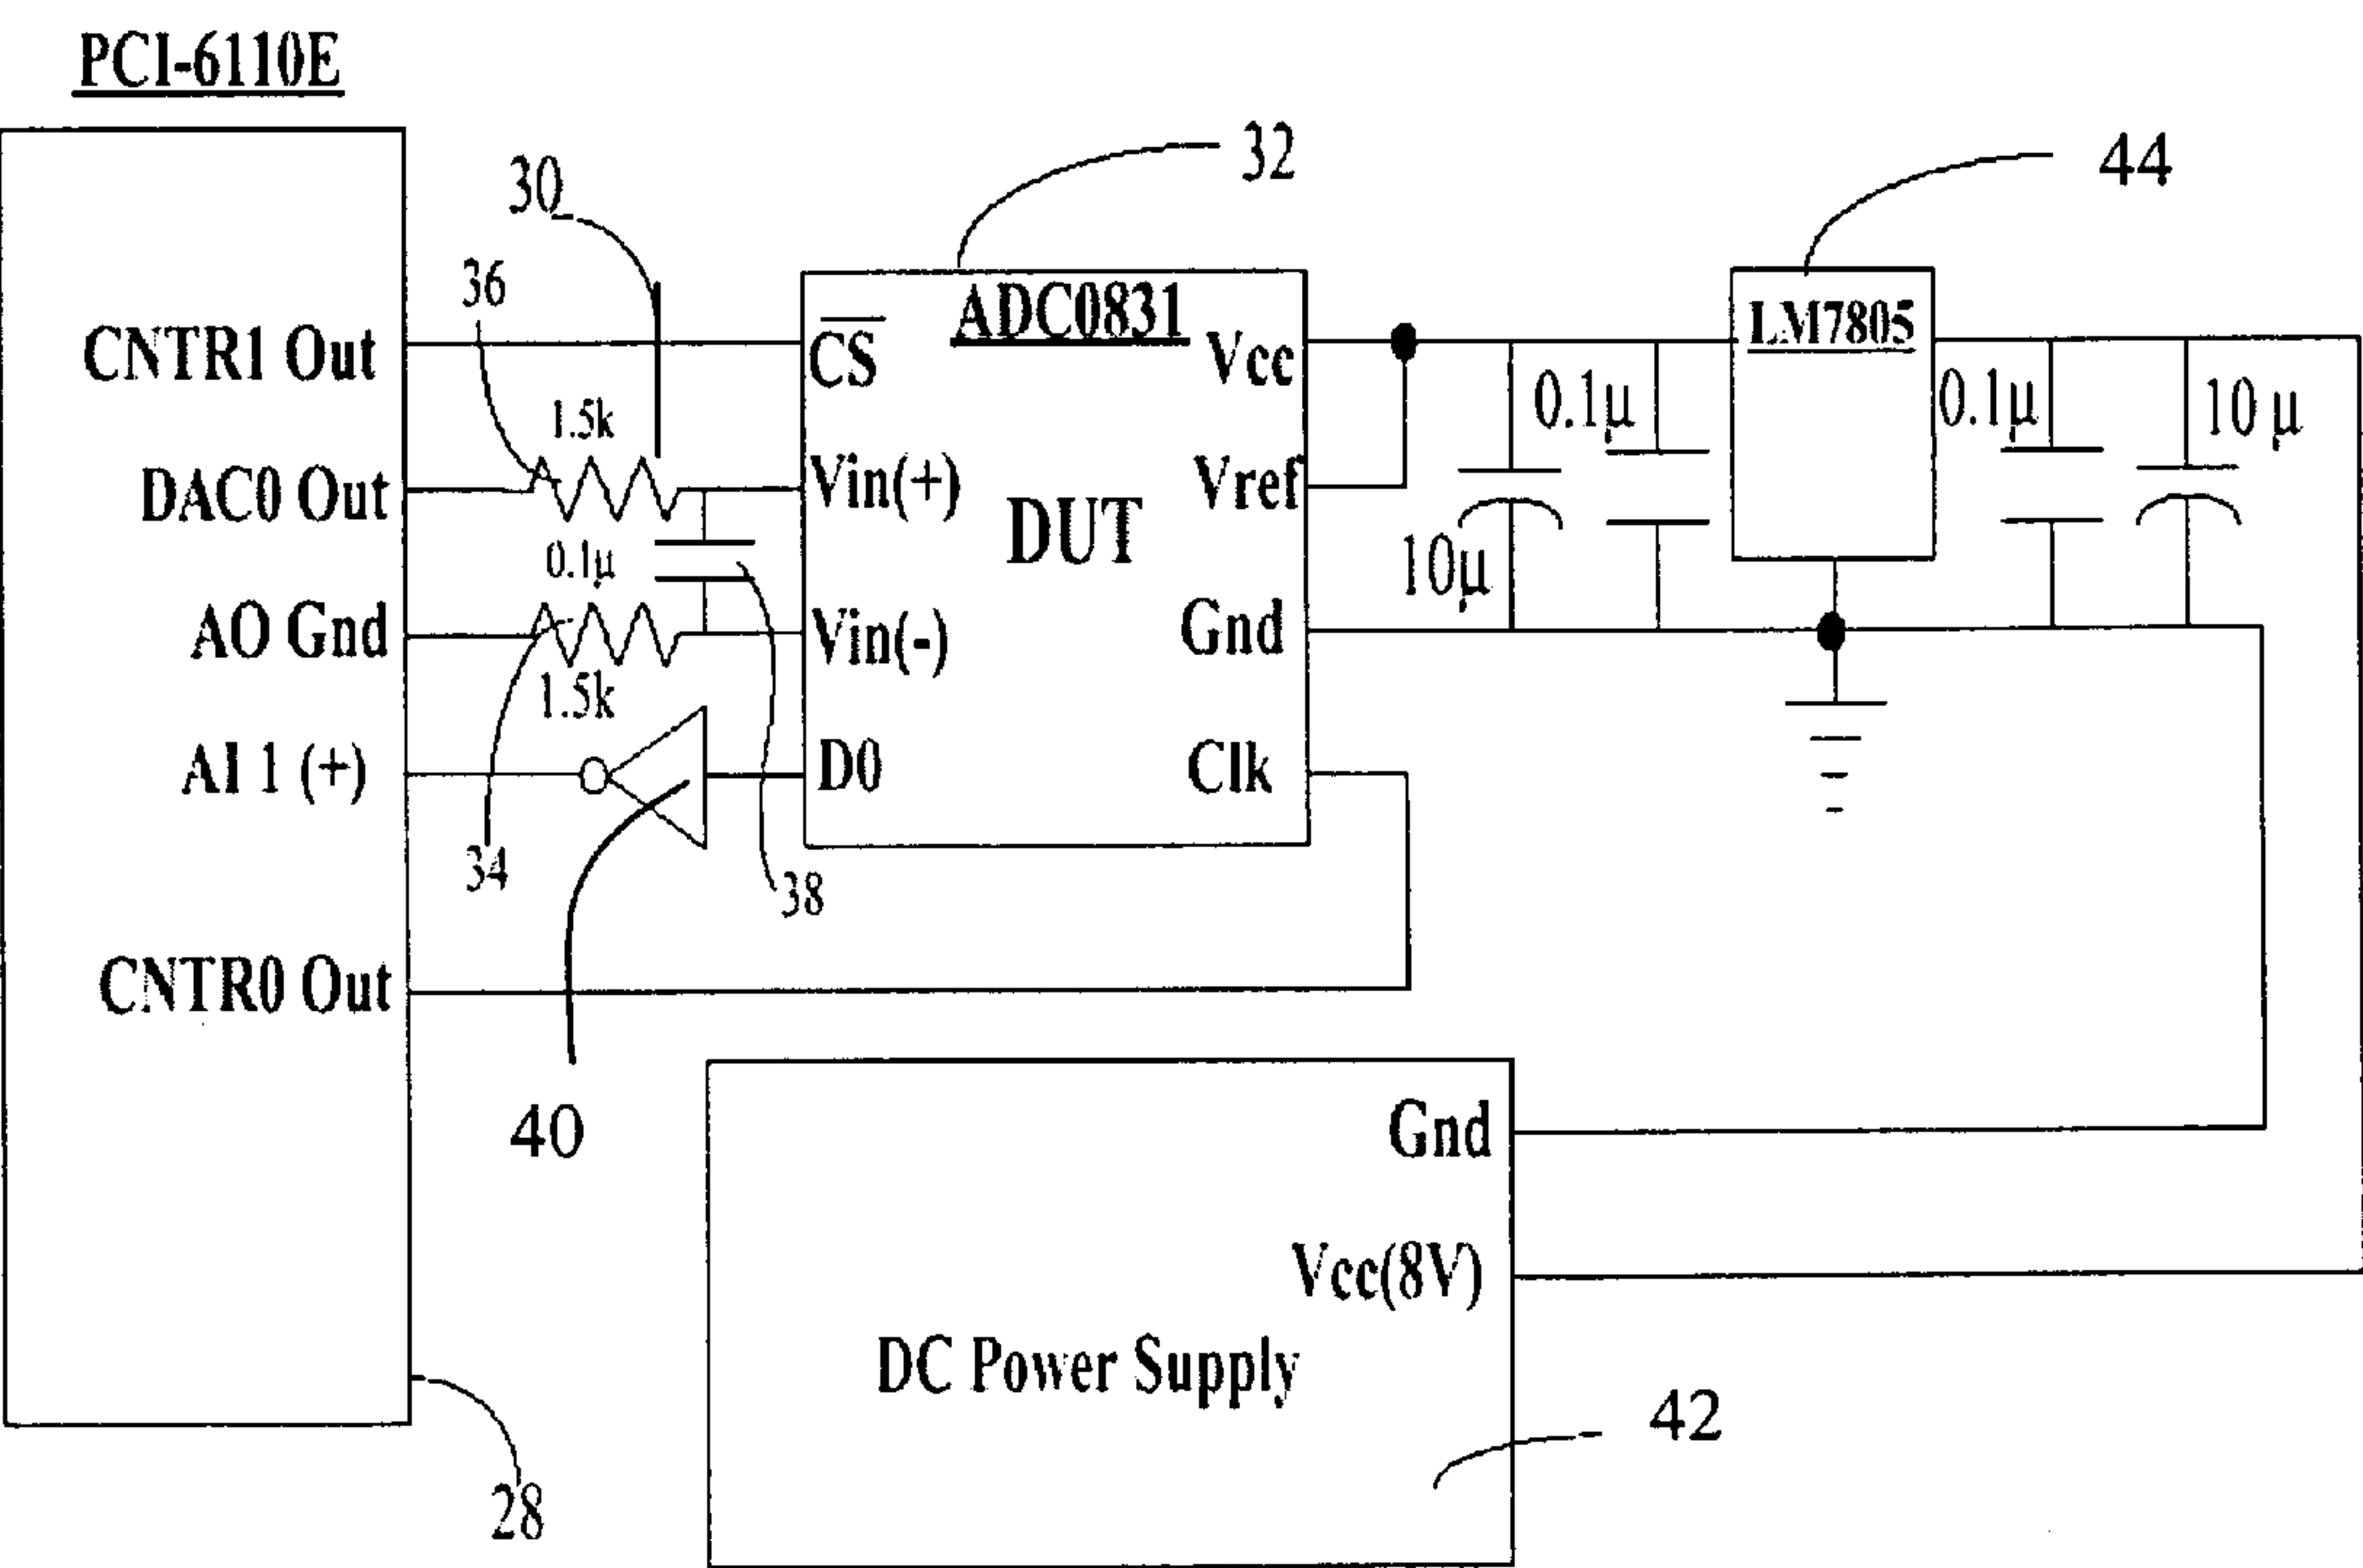 PCI-6110E
30
32
44
36
ADC0831
LM7805
CNTR1 Out
CS
Vcc
0.1µ
0.1µ
10 µ
1.5k
DAC0 Out
Vin(+)
Vref
DUT
0.1µ
10µ
AO Gnd
Vin(-)
Gnd
1.5k
AI 1 (+)
D0
Clk
34
38
CNTR0 Out
40
Gnd
Vcc(8V)
DC Power Supply
42
28